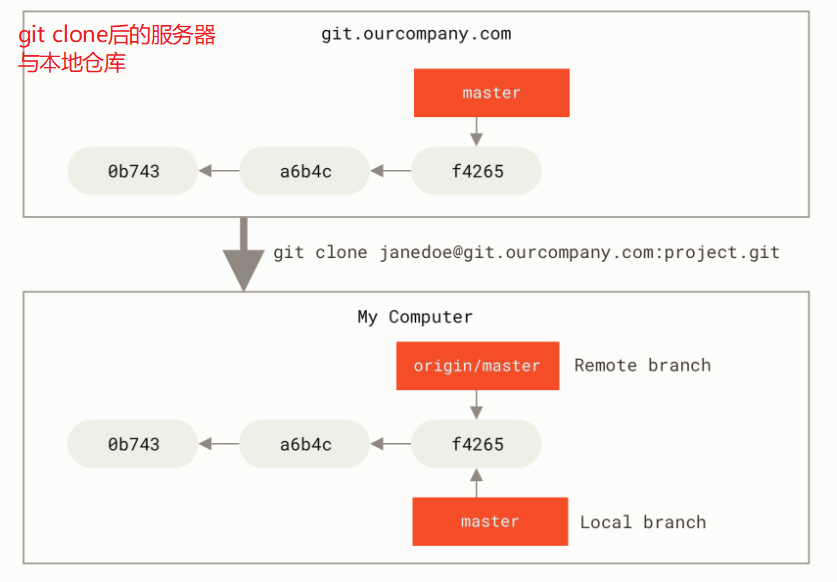 git clone后的服务器
与本地仓库
git.ourcompany.com
master
0b743
a6b4c
f4265
git clone janedoe@git.ourcompany.com:project.git
My Computer
origin/master
Remote branch
0b743
a6b4c
f4265
master
Local branch